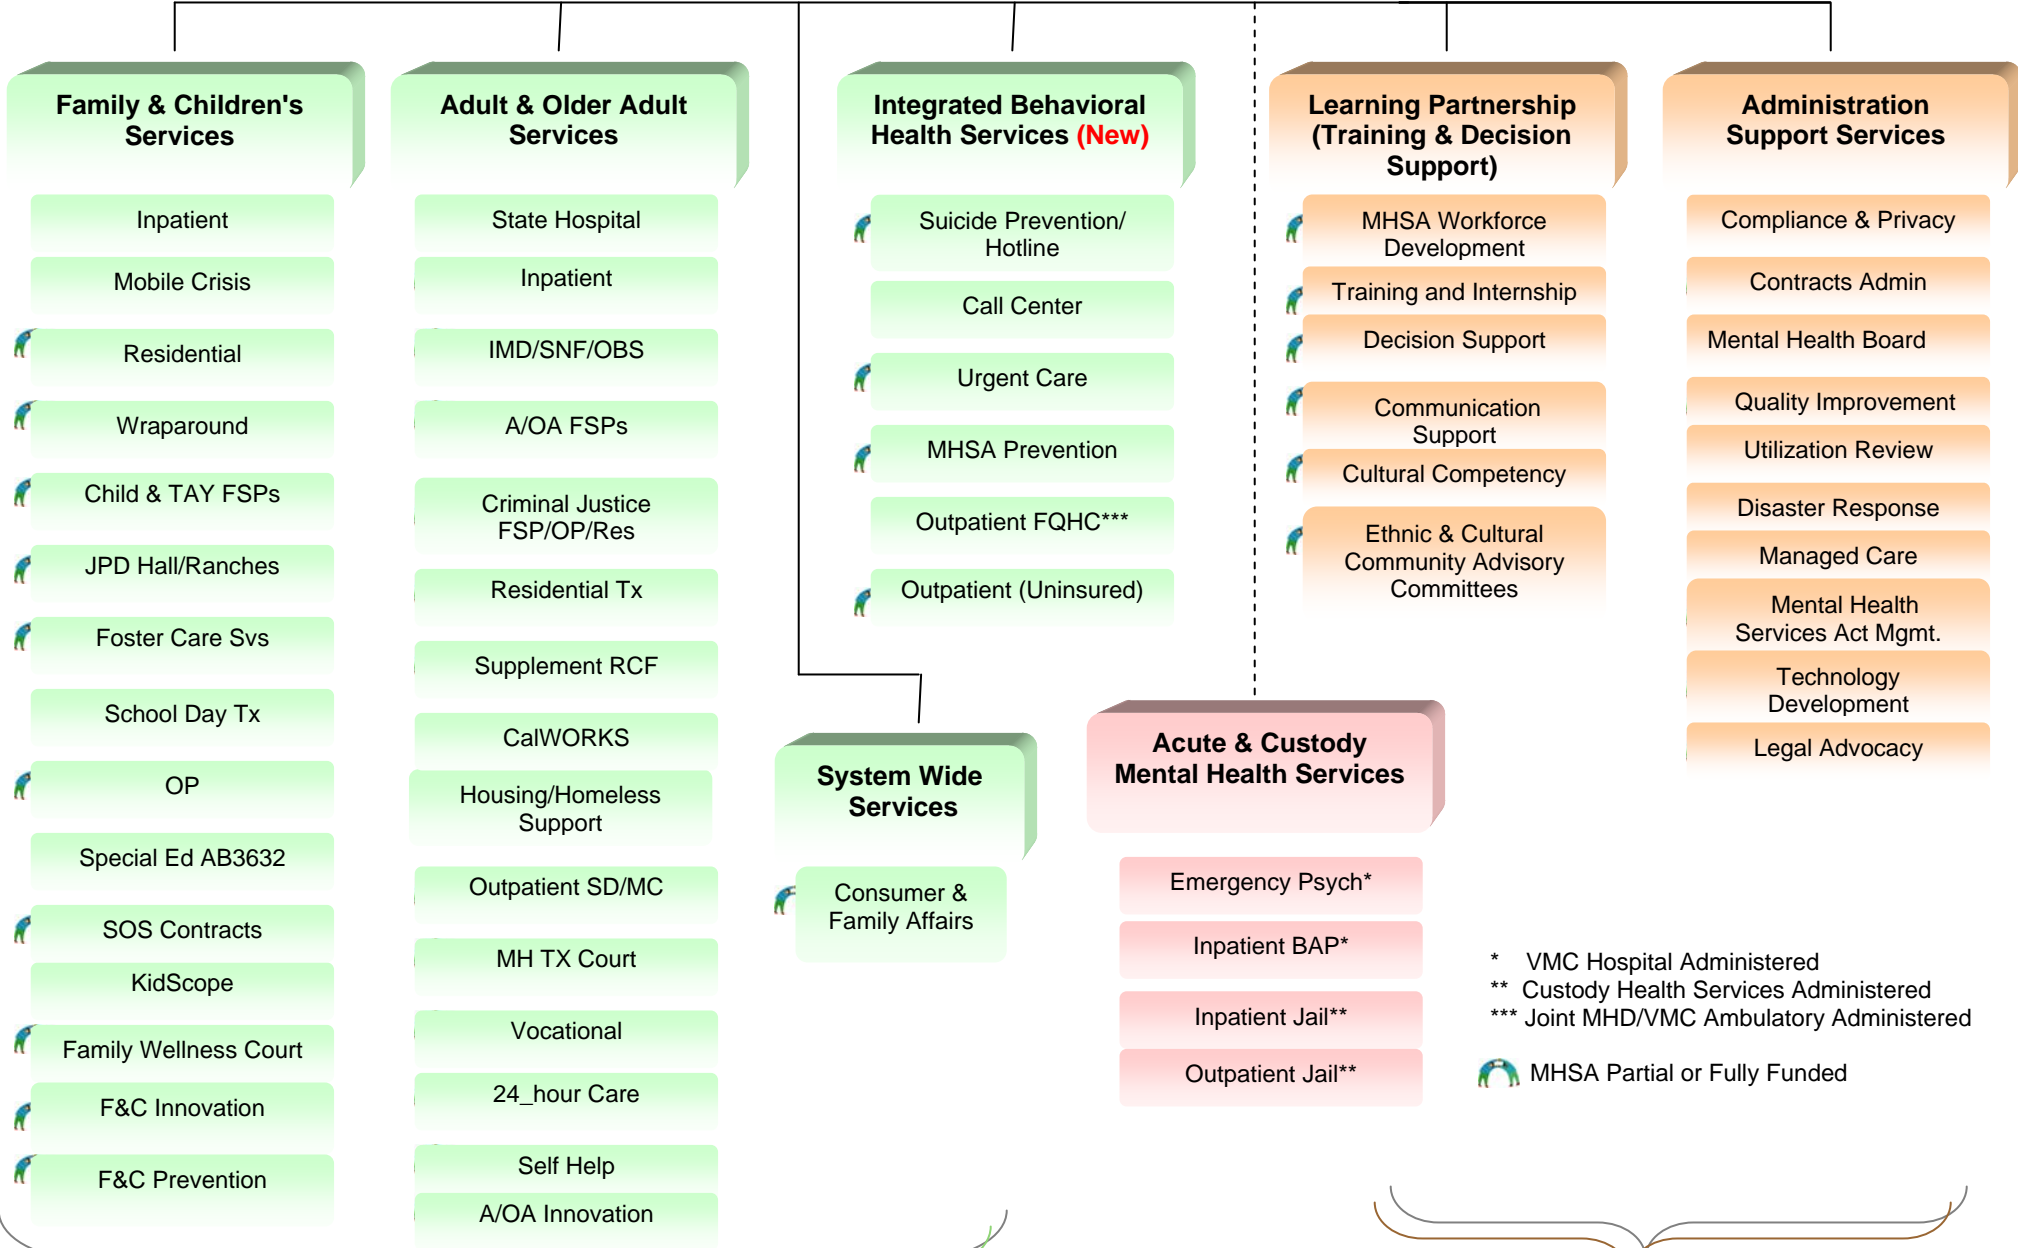 Family & Children's
Services
Inpatient
Mobile Crisis
Residential
Wraparound
Child & TAY FSPs
JPD Hall/Ranches
Foster Care Svs
School Day Tx
OP
Special Ed AB3632
SOS Contracts
KidScope
Family Wellness Court
F&C Innovation
F&C Prevention
Adult & Older Adult
Services
State Hospital
Inpatient
IMD/SNF/OBS
A/OA FSPs
Criminal Justice
FSP/OP/Res
Residential Tx
Supplement RCF
CalWORKS
Housing/Homeless
Support
Outpatient SD/MC
MH TX Court
Vocational
24_hour Care
Self Help
A/OA Innovation
System Wide
Services
Consumer &
Family Affairs
Integrated Behavioral
Health Services (New)
Suicide Prevention/
Hotline
Call Center
Urgent Care
MHSA Prevention
Outpatient FQHC***
Outpatient (Uninsured)
Acute & Custody
Mental Health Services
Emergency Psych*
Inpatient BAP*
Inpatient Jail**
Outpatient Jail**
Learning Partnership
(Training & Decision
Support)
MHSA Workforce
Development
Training and Internship
Decision Support
Communication
Support
Cultural Competency
Ethnic & Cultural
Community Advisory
Committees
Administration
Support Services
Compliance & Privacy
Contracts Admin
Mental Health Board
Quality Improvement
Utilization Review
Disaster Response
Managed Care
Mental Health
Services Act Mgmt.
Technology
Development
Legal Advocacy
* VMC Hospital Administered
** Custody Health Services Administered
*** Joint MHD/VMC Ambulatory Administered
MHSA Partial or Fully Funded